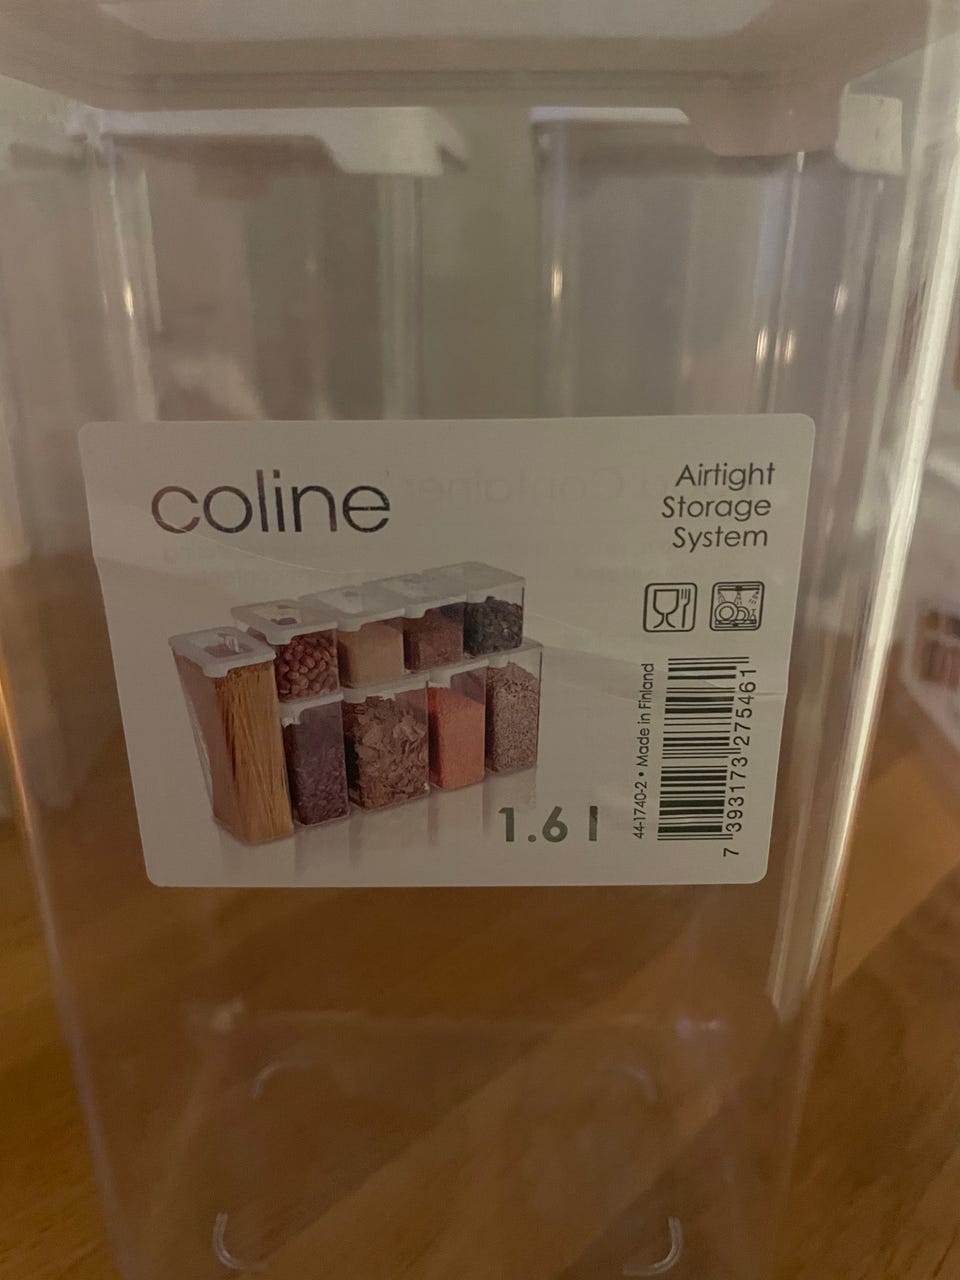 coline
Airtight
Storage
System
1.6 l
44-1740-2 • Made in Finland
7 393173 275461